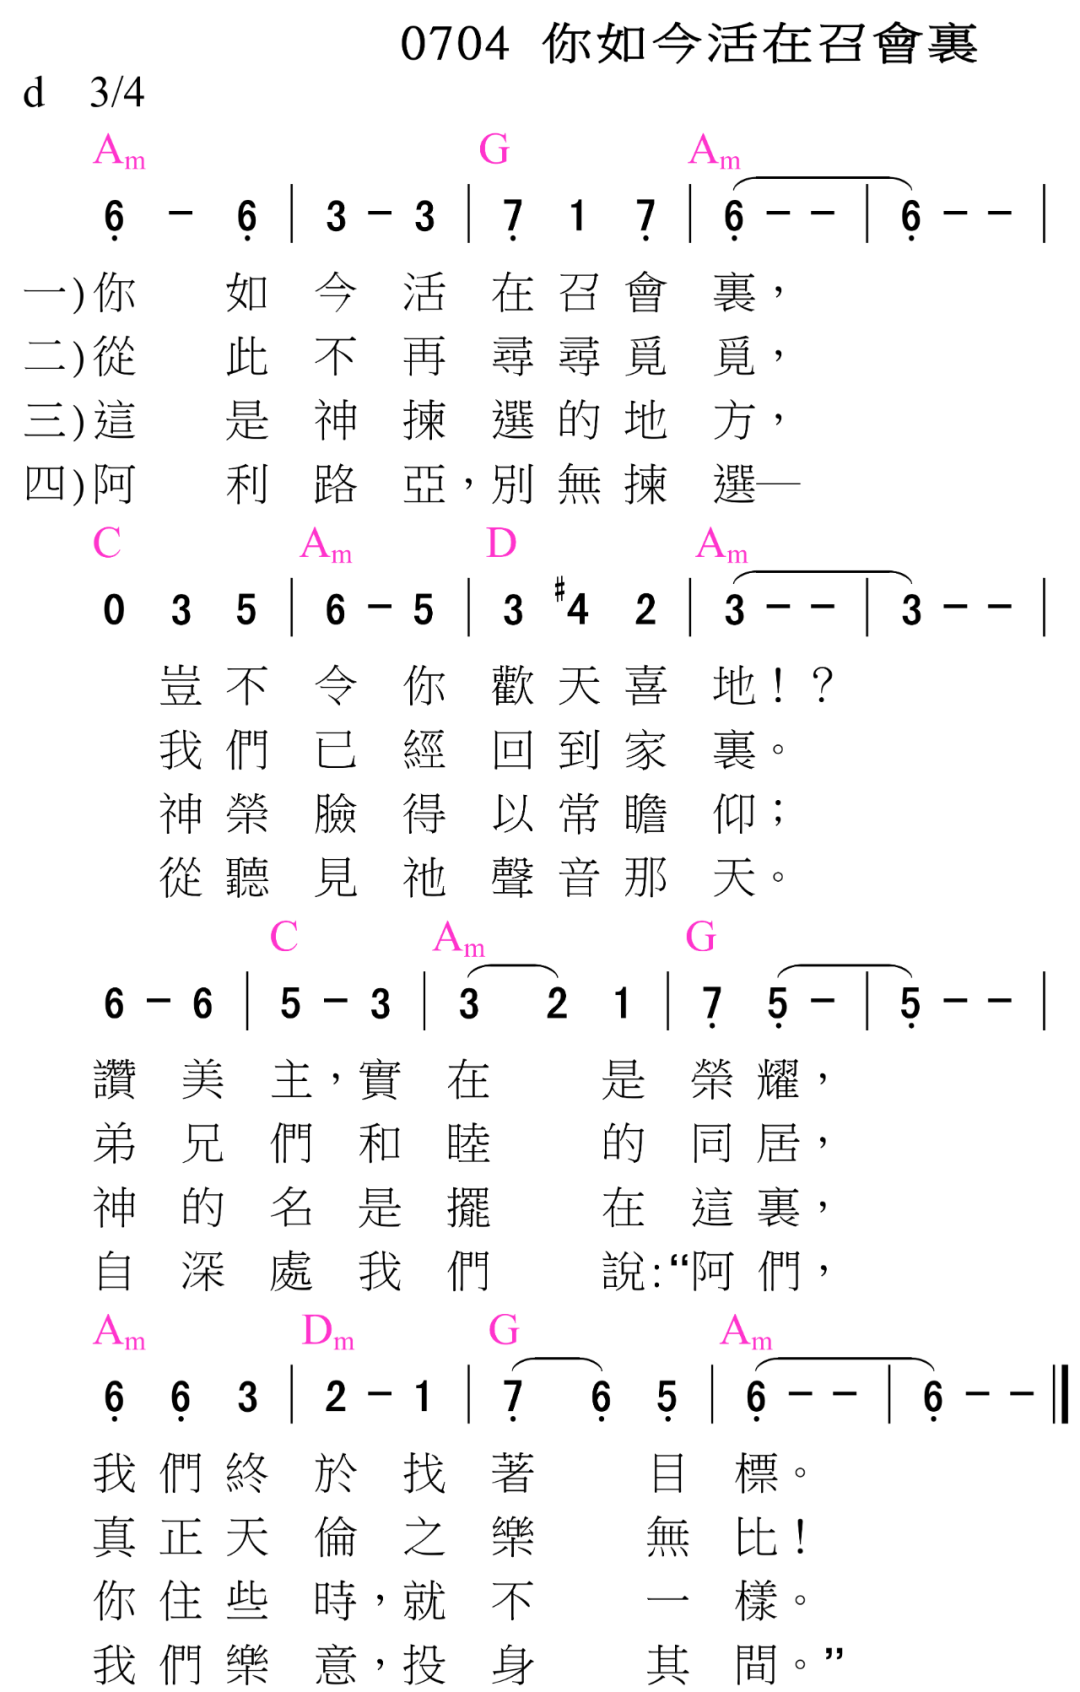 0704 你如今活在召會裏
d 3/4
Am G Am
6 - 6 | 3 - 3 | 7 1 7 | 6 - - | 6 - - |
一)你如今活在召會裏，
二)從此不再尋尋覓覓，
三)這是神揀選的地方，
四)阿利路亞，別無揀選—
C Am D Am
0 3 5 | 6 - 5 | 3 #4 2 | 3 - - | 3 - - |
豈不令你歡天喜地！？
我們已經回到家裏。
神榮臉得以常瞻仰；
從聽見祂聲音那天。
C Am G
6 - 6 | 5 - 3 | 3 2 1 | 7 5 - | 5 - - |
讚美主，實在是榮耀，
弟兄們和睦的同居，
神的名是擺在這裏，
自深處我們說:“阿們，
Am Dm G Am
6 6 3 | 2 - 1 | 7 6 5 | 6 - - | 6 - - ‖
我們終於找著目標。
真正天倫之樂無比！
你住些時，就不一樣。
我們樂意，投身其間。”